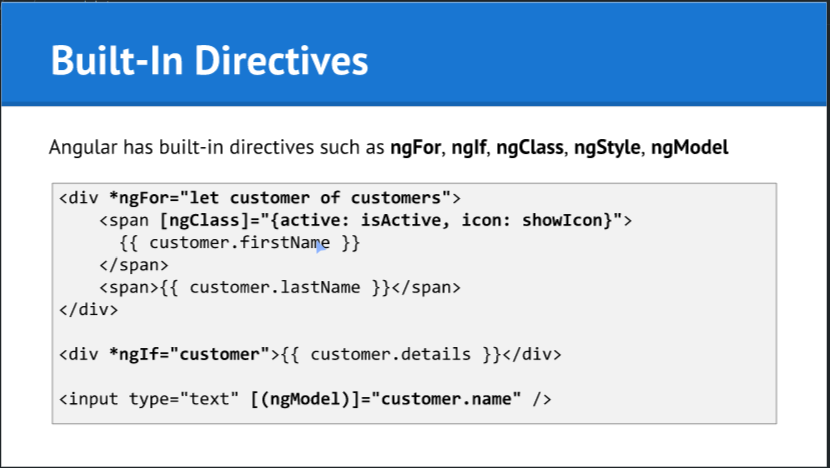 Built-In Directives
Angular has built-in directives such as ngFor, ngIf, ngClass, ngStyle, ngModel
<div *ngFor="let customer of customers">
    <span [ngClass]="{active: isActive, icon: showIcon}">
      {{ customer.firstName }}
    </span>
    <span>{{ customer.lastName }}</span>
</div>
<div *ngIf="customer">{{ customer.details }}</div>
<input type="text" [(ngModel)]="customer.name" />